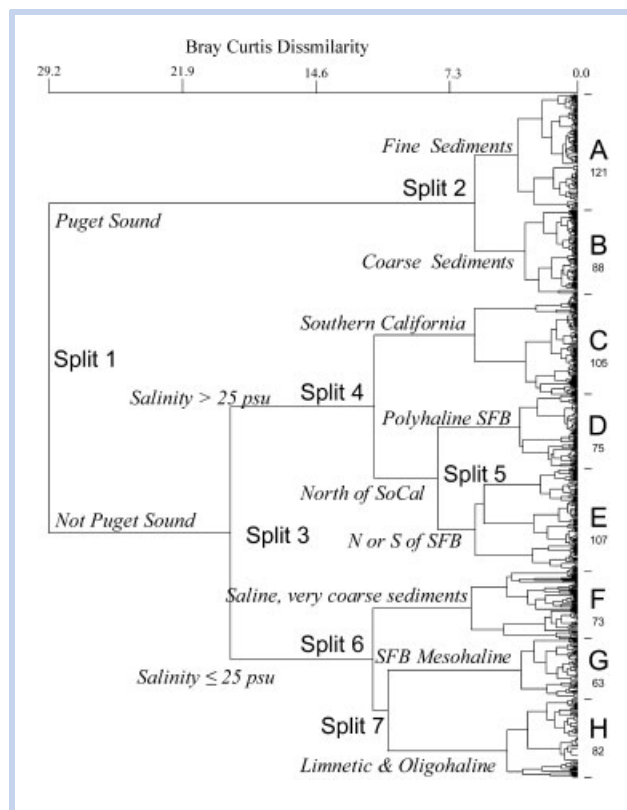 Bray Curtis Dissmilarity
29.2 21.9 14.6 7.3 0.0
Fine Sediments
A
121
Split 2
Puget Sound
B
Coarse Sediments
88
Southern California
C
Split 1
105
Salinity > 25 psu
Split 4
Polyhaline SFB
D
75
Split 5
North of SoCal
Not Puget Sound
Split 3
N or S of SFB
E
107
Saline, very coarse sediments
F
73
Split 6
SFB Mesohaline
G
Salinity ≤ 25 psu
63
Split 7
H
82
Limnetic & Oligohaline